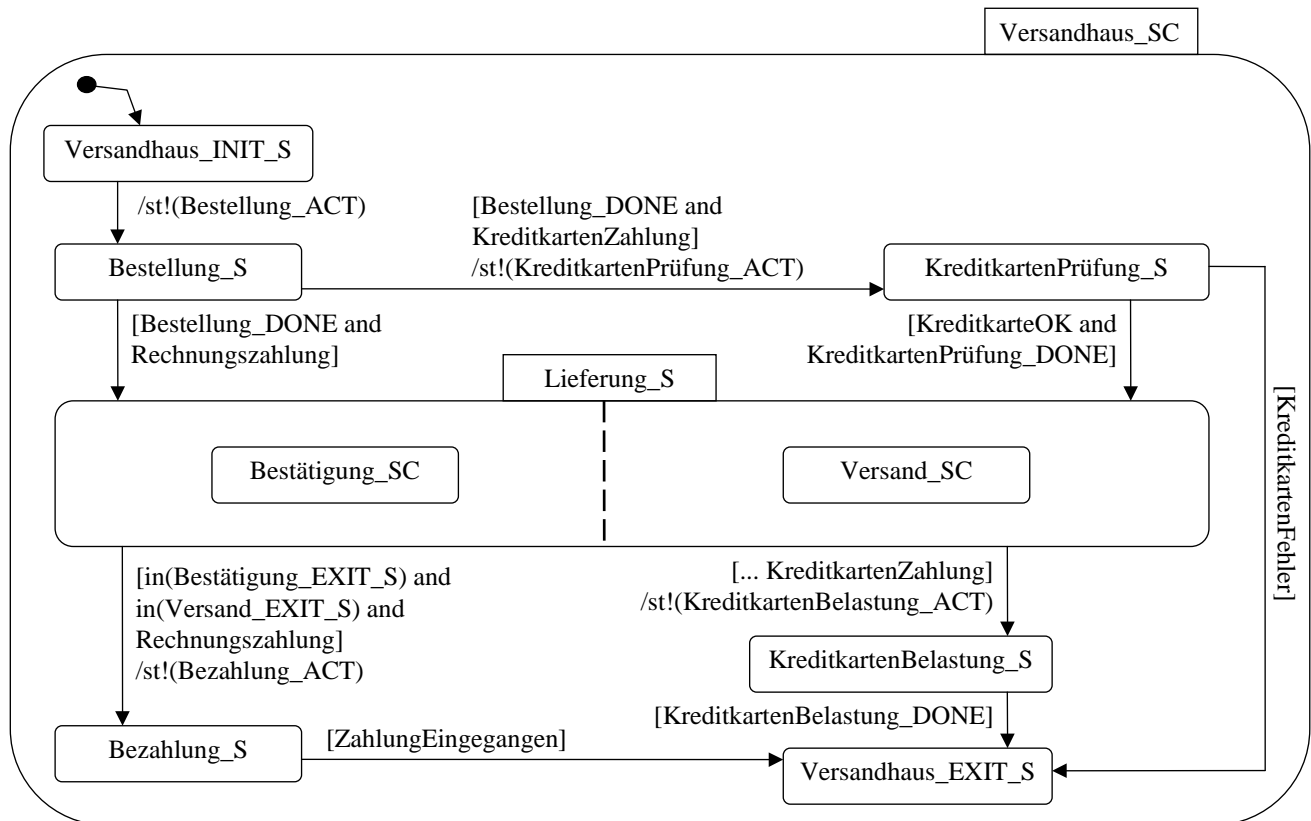 Versandhaus_SC
Versandhaus_INIT_S
/st!(Bestellung_ACT)
[Bestellung_DONE and
KreditkartenZahlung]
/st!(KreditkartenPrüfung_ACT)
Bestellung_S
KreditkartenPrüfung_S
[Bestellung_DONE and
Rechnungszahlung]
[KreditkarteOK and
KreditkartenPrüfung_DONE]
Lieferung_S
[KreditkartenFehler]
Bestätigung_SC
Versand_SC
[in(Bestätigung_EXIT_S) and
in(Versand_EXIT_S) and
Rechnungszahlung]
/st!(Bezahlung_ACT)
[... KreditkartenZahlung]
/st!(KreditkartenBelastung_ACT)
KreditkartenBelastung_S
[KreditkartenBelastung_DONE]
Bezahlung_S
[ZahlungEingegangen]
Versandhaus_EXIT_S